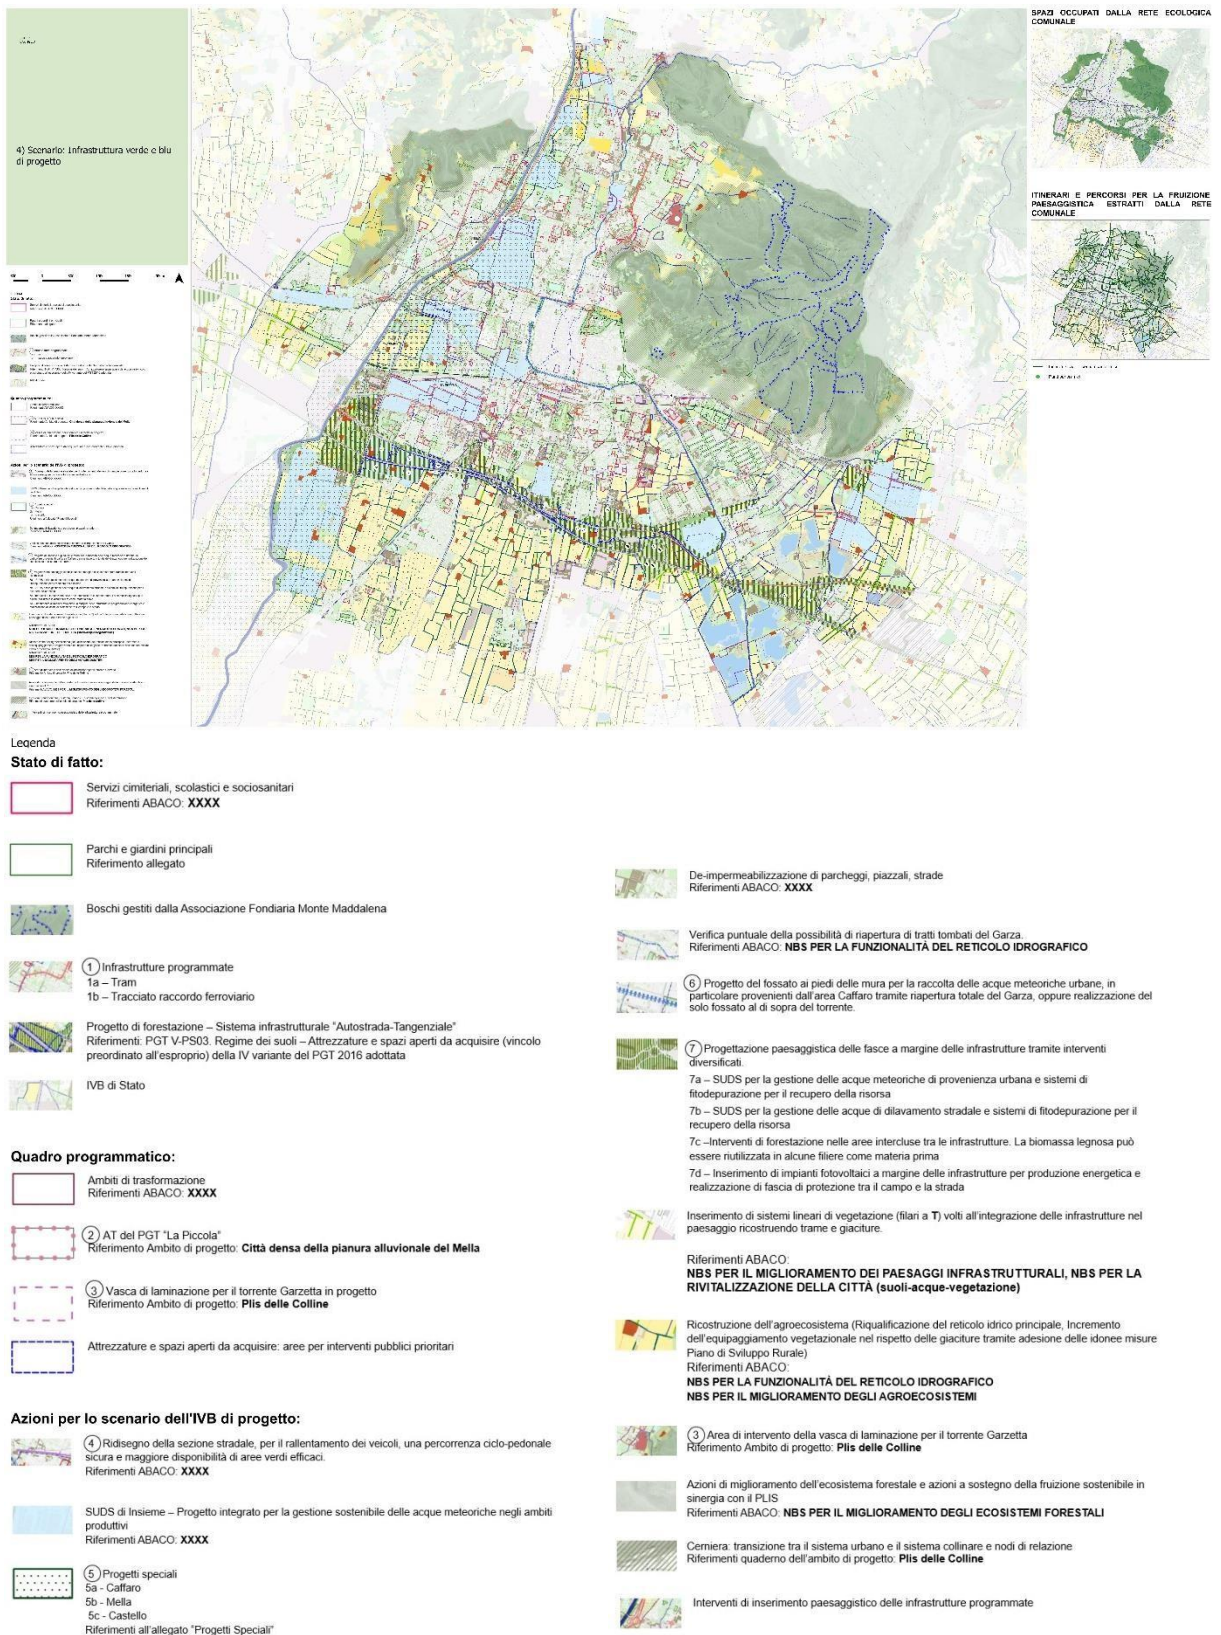 4) Scenario: Infrastruttura verde e blu
di progetto
SPAZI OCCUPATI DALLA RETE ECOLOGICA
COMUNALE
ITINERARI E PERCORSI PER LA FRUIZIONE
PAESAGGISTICA ESTRATTI DALLA RETE
COMUNALE
Legenda
Stato di fatto:
Servizi cimiteriali, scolastici e sociosanitari
Riferimenti ABACO: XXXX
Parchi e giardini principali
Riferimento allegato
Boschi gestiti dalla Associazione Fondiaria Monte Maddalena
1 Infrastrutture programmate
1a – Tram
1b – Tracciato raccordo ferroviario
Progetto di forestazione – Sistema infrastrutturale "Autostrada-Tangenziale"
Riferimenti: PGT V-PS03. Regime dei suoli – Attrezzature e spazi aperti da acquisire (vincolo
preordinato all'esproprio) della IV variante del PGT 2016 adottata
IVB di Stato
Quadro programmatico:
Ambiti di trasformazione
Riferimenti ABACO: XXXX
2 AT del PGT "La Piccola"
Riferimento Ambito di progetto: Città densa della pianura alluvionale del Mella
3 Vasca di laminazione per il torrente Garzetta in progetto
Riferimento Ambito di progetto: Plis delle Colline
Attrezzature e spazi aperti da acquisire: aree per interventi pubblici prioritari
Azioni per lo scenario dell'IVB di progetto:
4 Ridisegno della sezione stradale, per il rallentamento dei veicoli, una percorrenza ciclo-pedonale
sicura e maggiore disponibilità di aree verdi efficaci.
Riferimenti ABACO: XXXX
SUDS di Insieme – Progetto integrato per la gestione sostenibile delle acque meteoriche negli ambiti
produttivi
Riferimenti ABACO: XXXX
5 Progetti speciali
5a - Caffaro
5b - Mella
5c - Castello
Riferimenti all'allegato "Progetti Speciali"
De-impermeabilizzazione di parcheggi, piazzali, strade
Riferimenti ABACO: XXXX
Verifica puntuale della possibilità di riapertura di tratti tombati del Garza.
Riferimenti ABACO: NBS PER LA FUNZIONALITÀ DEL RETICOLO IDROGRAFICO
6 Progetto del fossato ai piedi delle mura per la raccolta delle acque meteoriche urbane, in
particolare provenienti dall'area Caffaro tramite riapertura totale del Garza, oppure realizzazione del
solo fossato al di sopra del torrente.
7 Progettazione paesaggistica delle fasce a margine delle infrastrutture tramite interventi
diversificati.
7a – SUDS per la gestione delle acque meteoriche di provenienza urbana e sistemi di
fitodepurazione per il recupero della risorsa
7b – SUDS per la gestione delle acque di dilavamento stradale e sistemi di fitodepurazione per il
recupero della risorsa
7c –Interventi di forestazione nelle aree intercluse tra le infrastrutture. La biomassa legnosa può
essere riutilizzata in alcune filiere come materia prima
7d – Inserimento di impianti fotovoltaici a margine delle infrastrutture per produzione energetica e
realizzazione di fascia di protezione tra il campo e la strada
Inserimento di sistemi lineari di vegetazione (filari a T) volti all'integrazione delle infrastrutture nel
paesaggio ricostruendo trame e giaciture.
Riferimenti ABACO:
NBS PER IL MIGLIORAMENTO DEI PAESAGGI INFRASTRUTTURALI, NBS PER LA
RIVITALIZZAZIONE DELLA CITTÀ (suoli-acque-vegetazione)
Ricostruzione dell'agroecosistema (Riqualificazione del reticolo idrico principale, Incremento
dell'equipaggiamento vegetazionale nel rispetto delle giaciture tramite adesione delle idonee misure
Piano di Sviluppo Rurale)
Riferimenti ABACO:
NBS PER LA FUNZIONALITÀ DEL RETICOLO IDROGRAFICO
NBS PER IL MIGLIORAMENTO DEGLI AGROECOSISTEMI
3 Area di intervento della vasca di laminazione per il torrente Garzetta
Riferimento Ambito di progetto: Plis delle Colline
Azioni di miglioramento dell'ecosistema forestale e azioni a sostegno della fruizione sostenibile in
sinergia con il PLIS
Riferimenti ABACO: NBS PER IL MIGLIORAMENTO DEGLI ECOSISTEMI FORESTALI
Cerniera: transizione tra il sistema urbano e il sistema collinare e nodi di relazione
Riferimenti quaderno dell'ambito di progetto: Plis delle Colline
Interventi di inserimento paesaggistico delle infrastrutture programmate